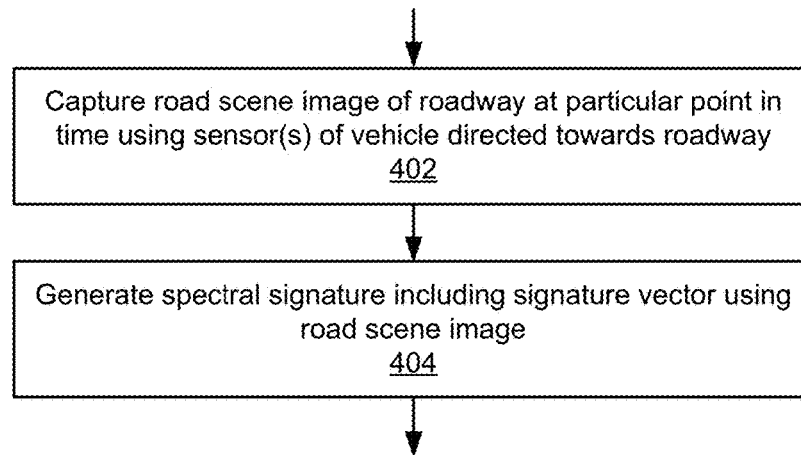 Capture road scene image of roadway at particular point in
time using sensor(s) of vehicle directed towards roadway
402
Generate spectral signature including signature vector using
road scene image
404